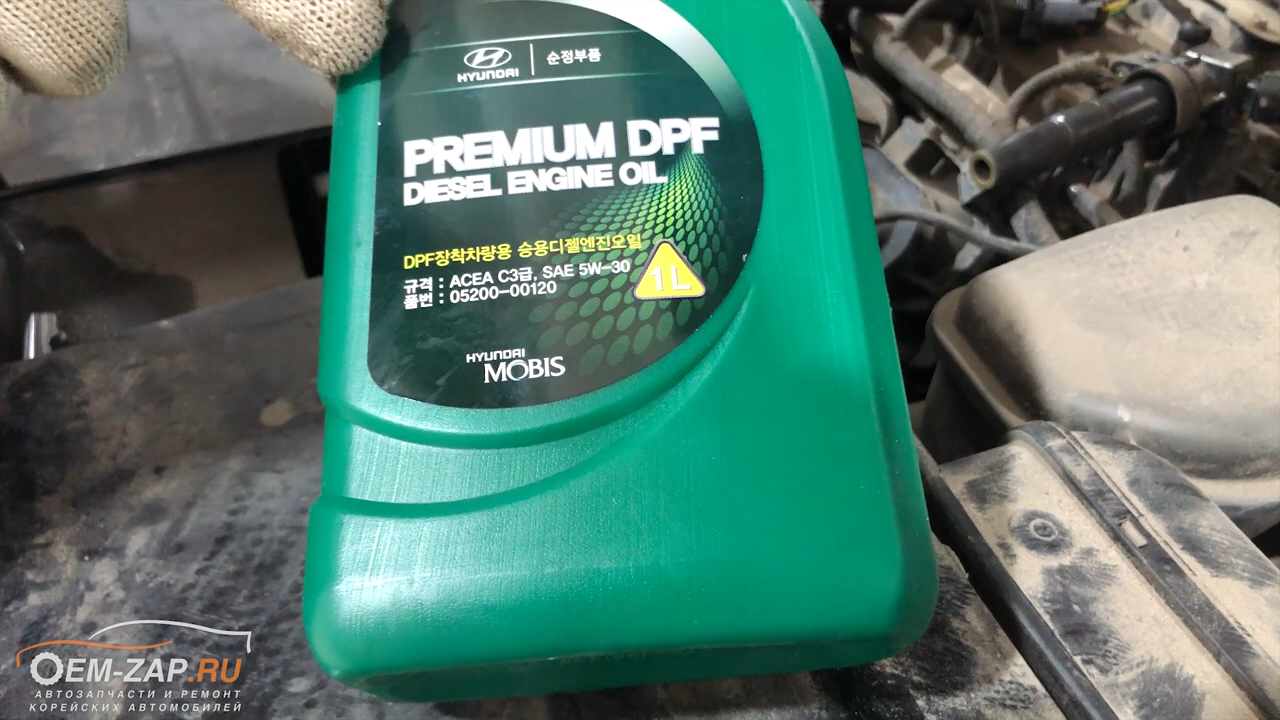 HYUNDAI 순정부품
PREMIUM DPF
DIESEL ENGINE OIL
DPF장착차량용 승용디젤엔진오일
규격 : ACEA C3급, SAE 5W-30
품번 : 05200-00120
1L
HYUNDAI
MOBIS
OEM-ZAP.RU
АВТОЗАПЧАСТИ И РЕМОНТ
КОРЕЙСКИХ АВТОМОБИЛЕЙ